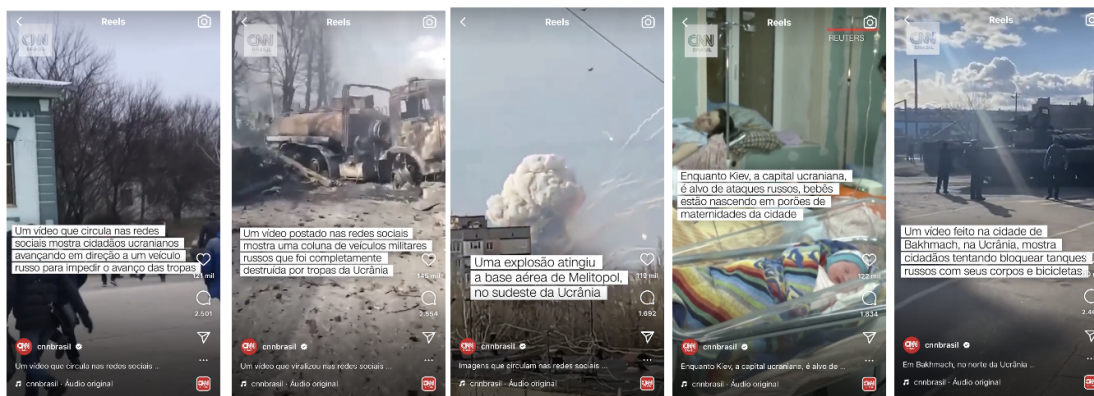 Reels
CNN
BRASIL
Um vídeo que circula nas redes
sociais mostra cidadãos ucranianos
avançando em direção a um veículo
russo para impedir o avanço das tropas
121 mil
2.501
cnnbrasil
Um vídeo que circula nas redes sociais ...
cnnbrasil · Áudio original
CNN
Reels
CNN
BRASIL
Um vídeo postado nas redes sociais
mostra uma coluna de veículos militares
russos que foi completamente
destruída por tropas da Ucrânia
2.554
cnnbrasil
Um vídeo que viralizou nas redes sociais ...
cnnbrasil · Áudio original
CNN
Reels
Uma explosão atingiu
a base aérea de Melitopol,
no sudeste da Ucrânia
119 mil
1.692
cnnbrasil
Imagens que circulam nas redes sociais ...
cnnbrasil · Áudio original
CNN
Reels
CNN
BRASIL
REUTERS
Enquanto Kiev, a capital ucraniana,
é alvo de ataques russos, bebês
estão nascendo em porões de
maternidades da cidade
122 mil
1.834
cnnbrasil
Enquanto Kiev, a capital ucraniana, é alvo de ...
cnnbrasil · Áudio original
CNN
Reels
CNN
BRASIL
Um vídeo feito na cidade de
Bakhmach, na Ucrânia, mostra
cidadãos tentando bloquear tanques
russos com seus corpos e bicicletas
cnnbrasil
Em Bakhmach, no norte da Ucrânia ...
cnnbrasil · Áudio original